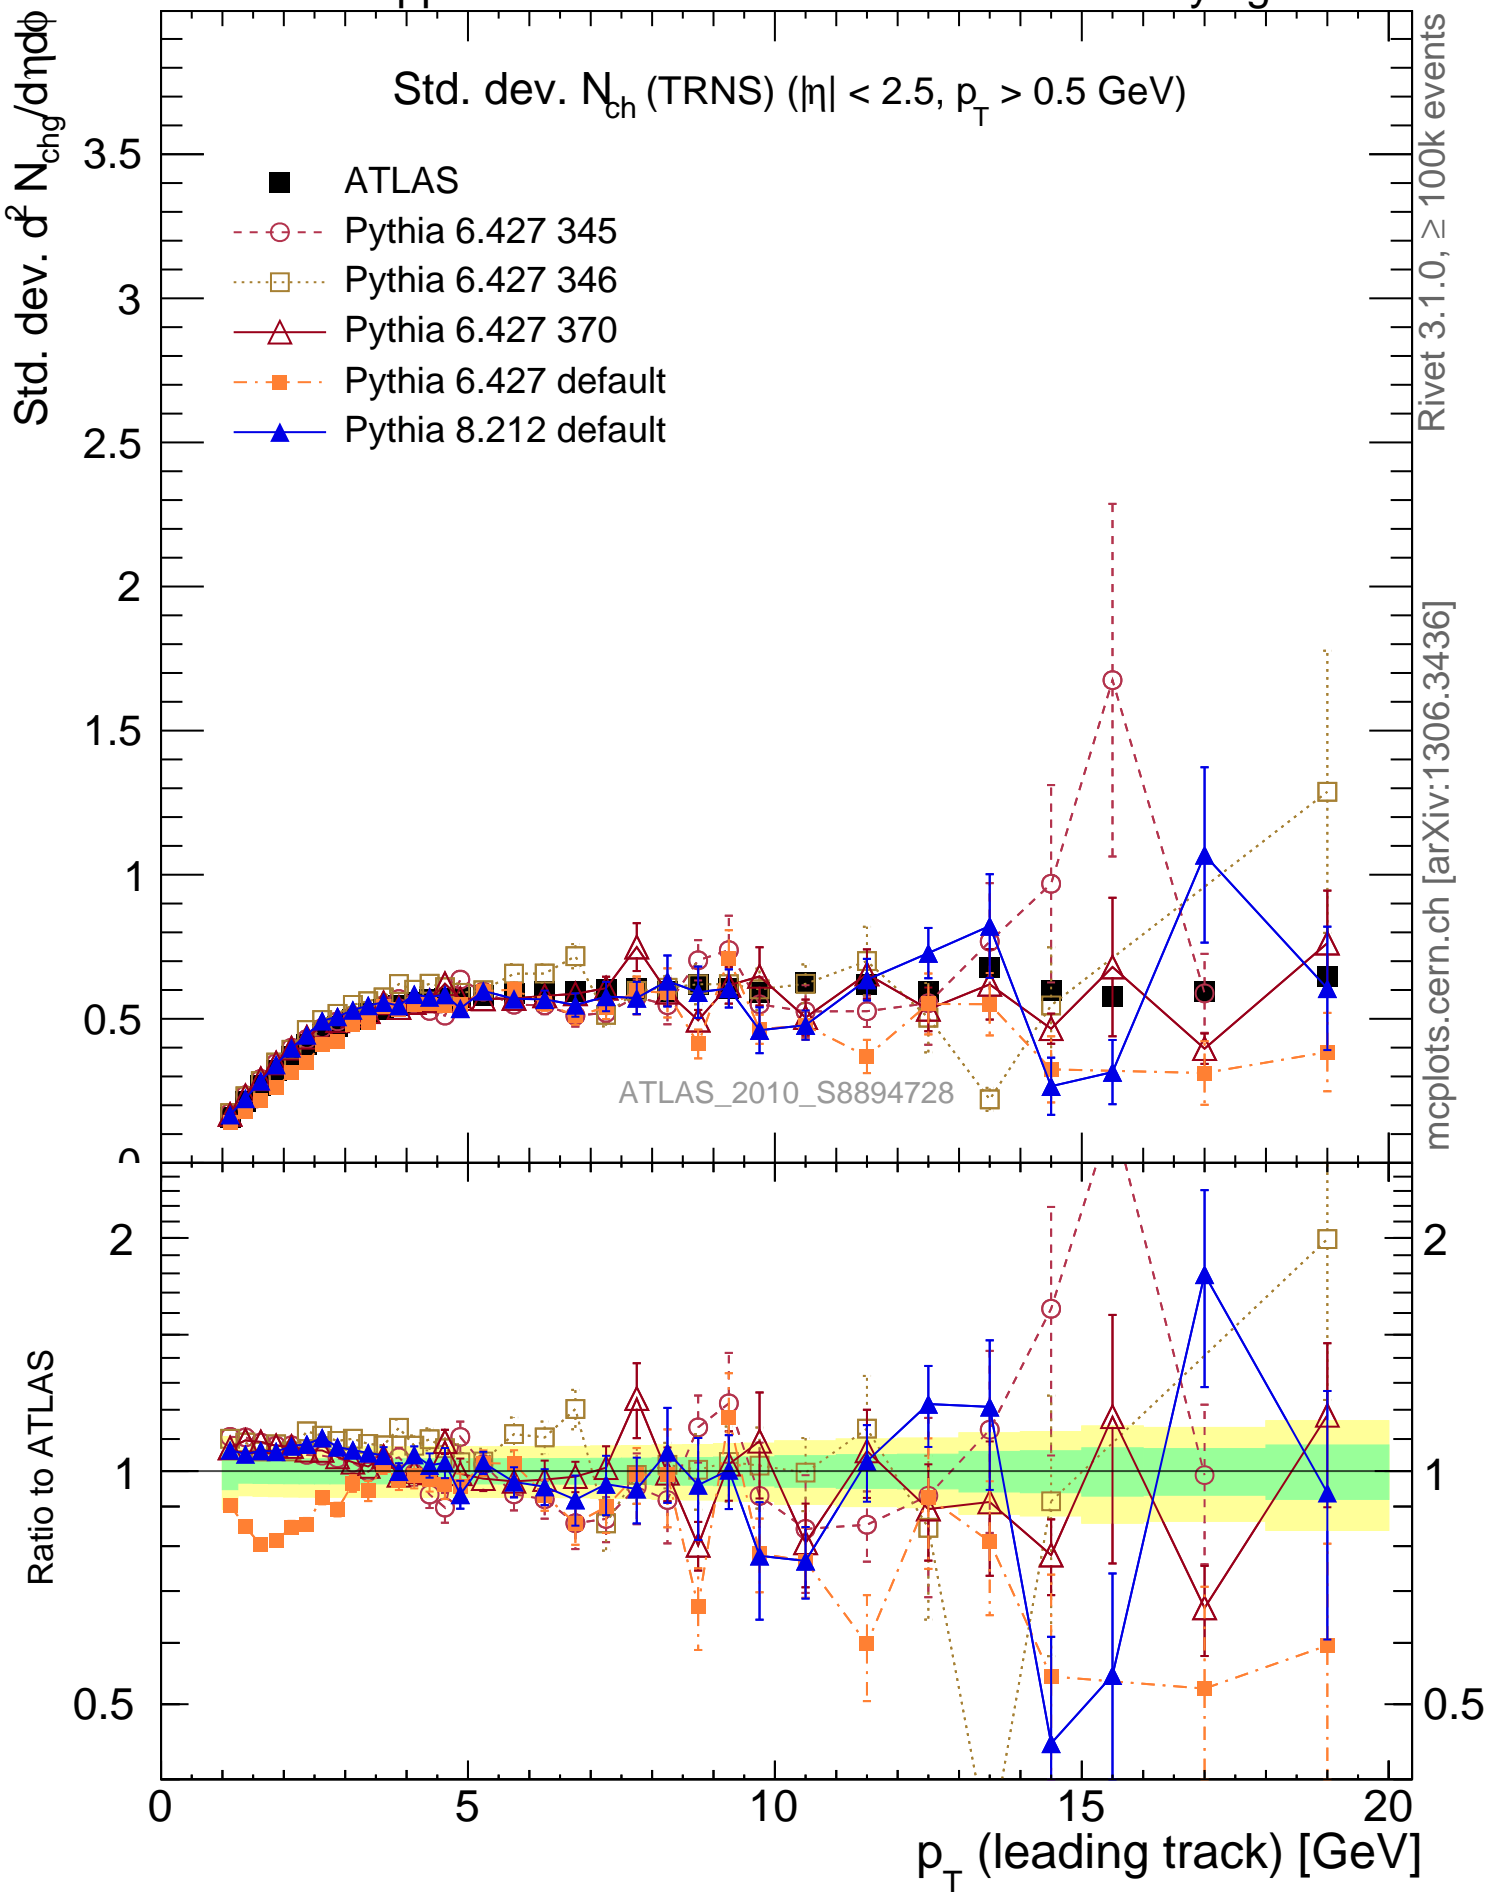 Std. dev. N_ch (TRNS) (|η| < 2.5, p_T > 0.5 GeV)
Std. dev. d² N_chg/dηdφ
ATLAS
Pythia 6.427 345
Pythia 6.427 346
Pythia 6.427 370
Pythia 6.427 default
Pythia 8.212 default
3.5
3
2.5
2
1.5
1
0.5
0
ATLAS_2010_S8894728
Rivet 3.1.0, ≥ 100k events
mcplots.cern.ch [arXiv:1306.3436]
Ratio to ATLAS
2
1
0.5
2
1
0.5
0 5 10 15 20
p_T (leading track) [GeV]